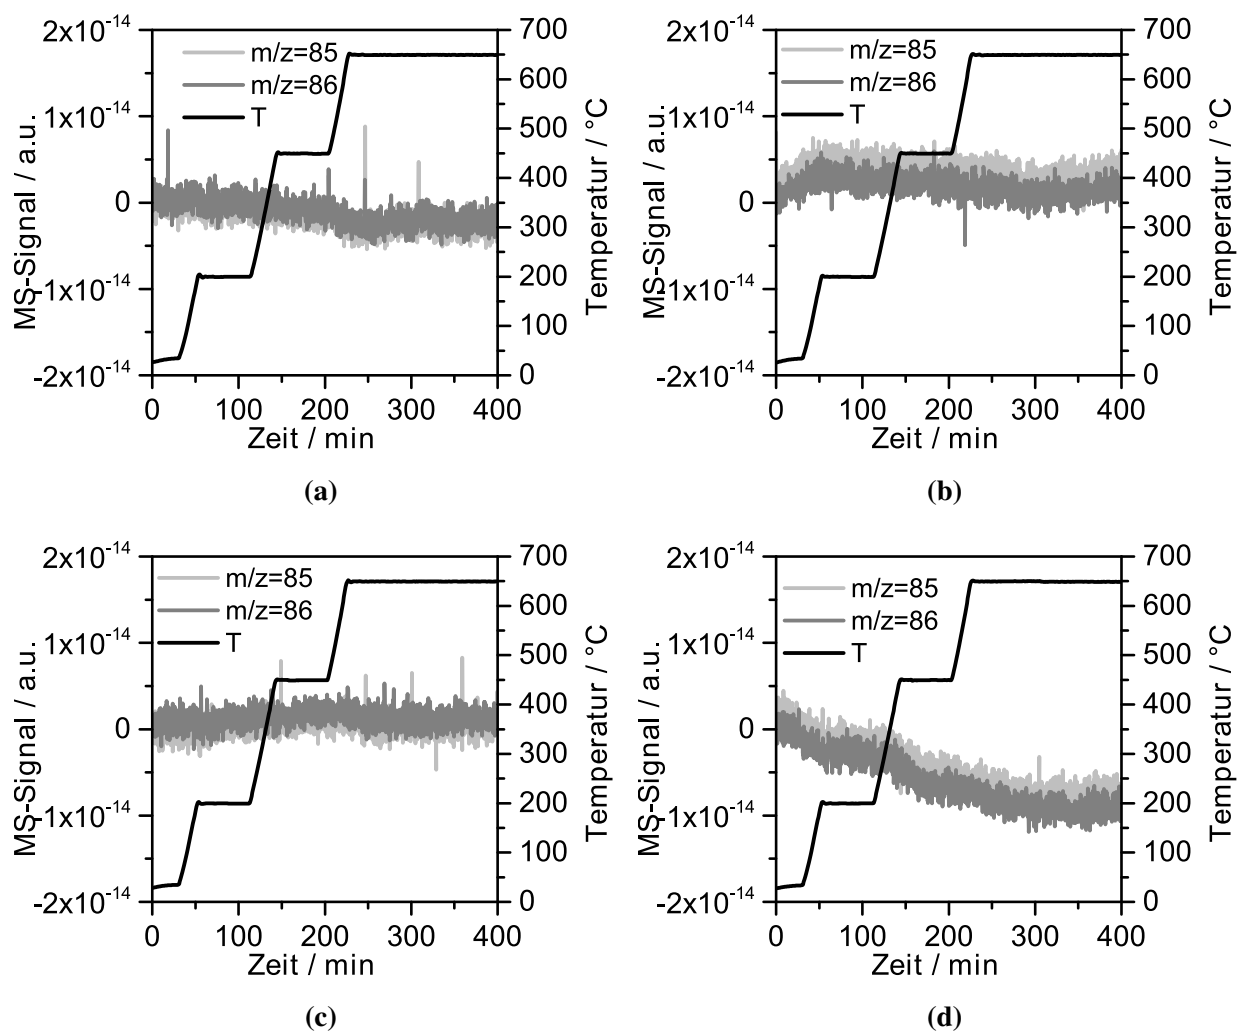 2x10⁻¹⁴
1x10⁻¹⁴
0
-1x10⁻¹⁴
-2x10⁻¹⁴
MS-Signal / a.u.
m/z=85
m/z=86
T
700
600
500
400
300
200
100
0
Temperatur / °C
0 100 200 300 400
Zeit / min
(a)
2x10⁻¹⁴
1x10⁻¹⁴
0
-1x10⁻¹⁴
-2x10⁻¹⁴
MS-Signal / a.u.
m/z=85
m/z=86
T
700
600
500
400
300
200
100
0
Temperatur / °C
0 100 200 300 400
Zeit / min
(b)
2x10⁻¹⁴
1x10⁻¹⁴
0
-1x10⁻¹⁴
-2x10⁻¹⁴
MS-Signal / a.u.
m/z=85
m/z=86
T
700
600
500
400
300
200
100
0
Temperatur / °C
0 100 200 300 400
Zeit / min
(c)
2x10⁻¹⁴
1x10⁻¹⁴
0
-1x10⁻¹⁴
-2x10⁻¹⁴
MS-Signal / a.u.
m/z=85
m/z=86
T
700
600
500
400
300
200
100
0
Temperatur / °C
0 100 200 300 400
Zeit / min
(d)